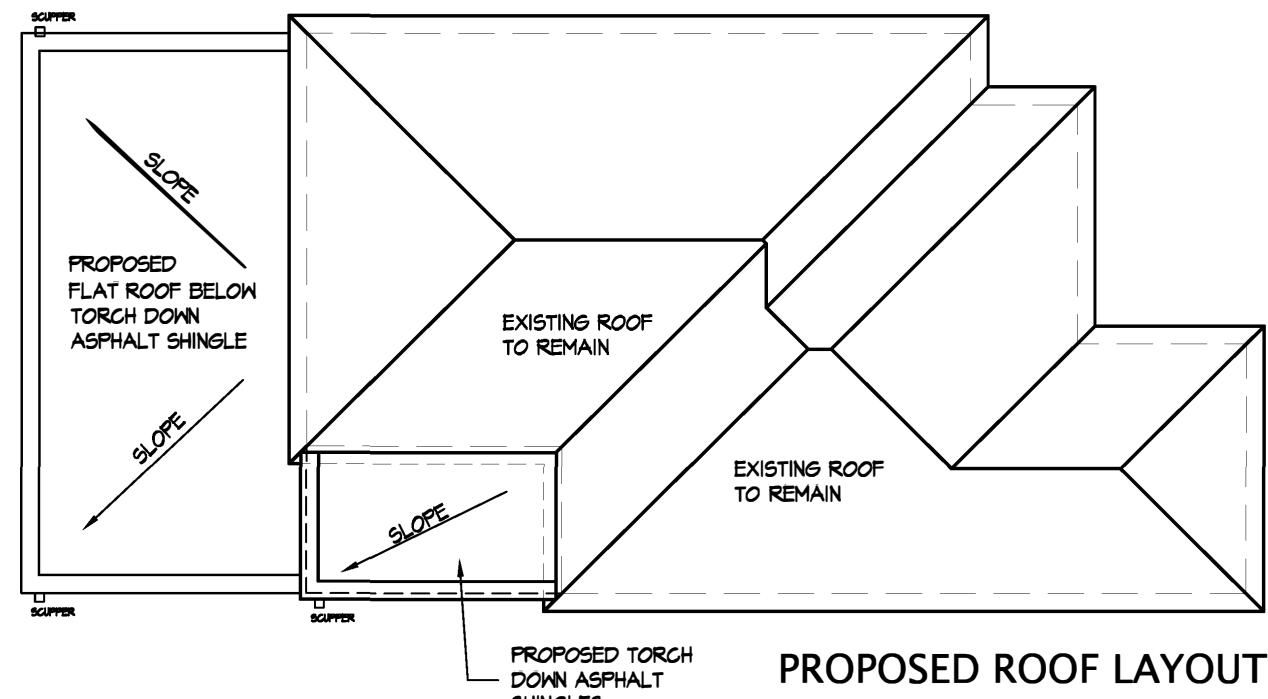 SCUPPER
SLOPE
PROPOSED
FLAT ROOF BELOW
TORCH DOWN
ASPHALT SHINGLE
SLOPE
SCUPPER
EXISTING ROOF
TO REMAIN
EXISTING ROOF
TO REMAIN
SLOPE
SCUPPER
PROPOSED TORCH
DOWN ASPHALT
SHINGLES
PROPOSED ROOF LAYOUT